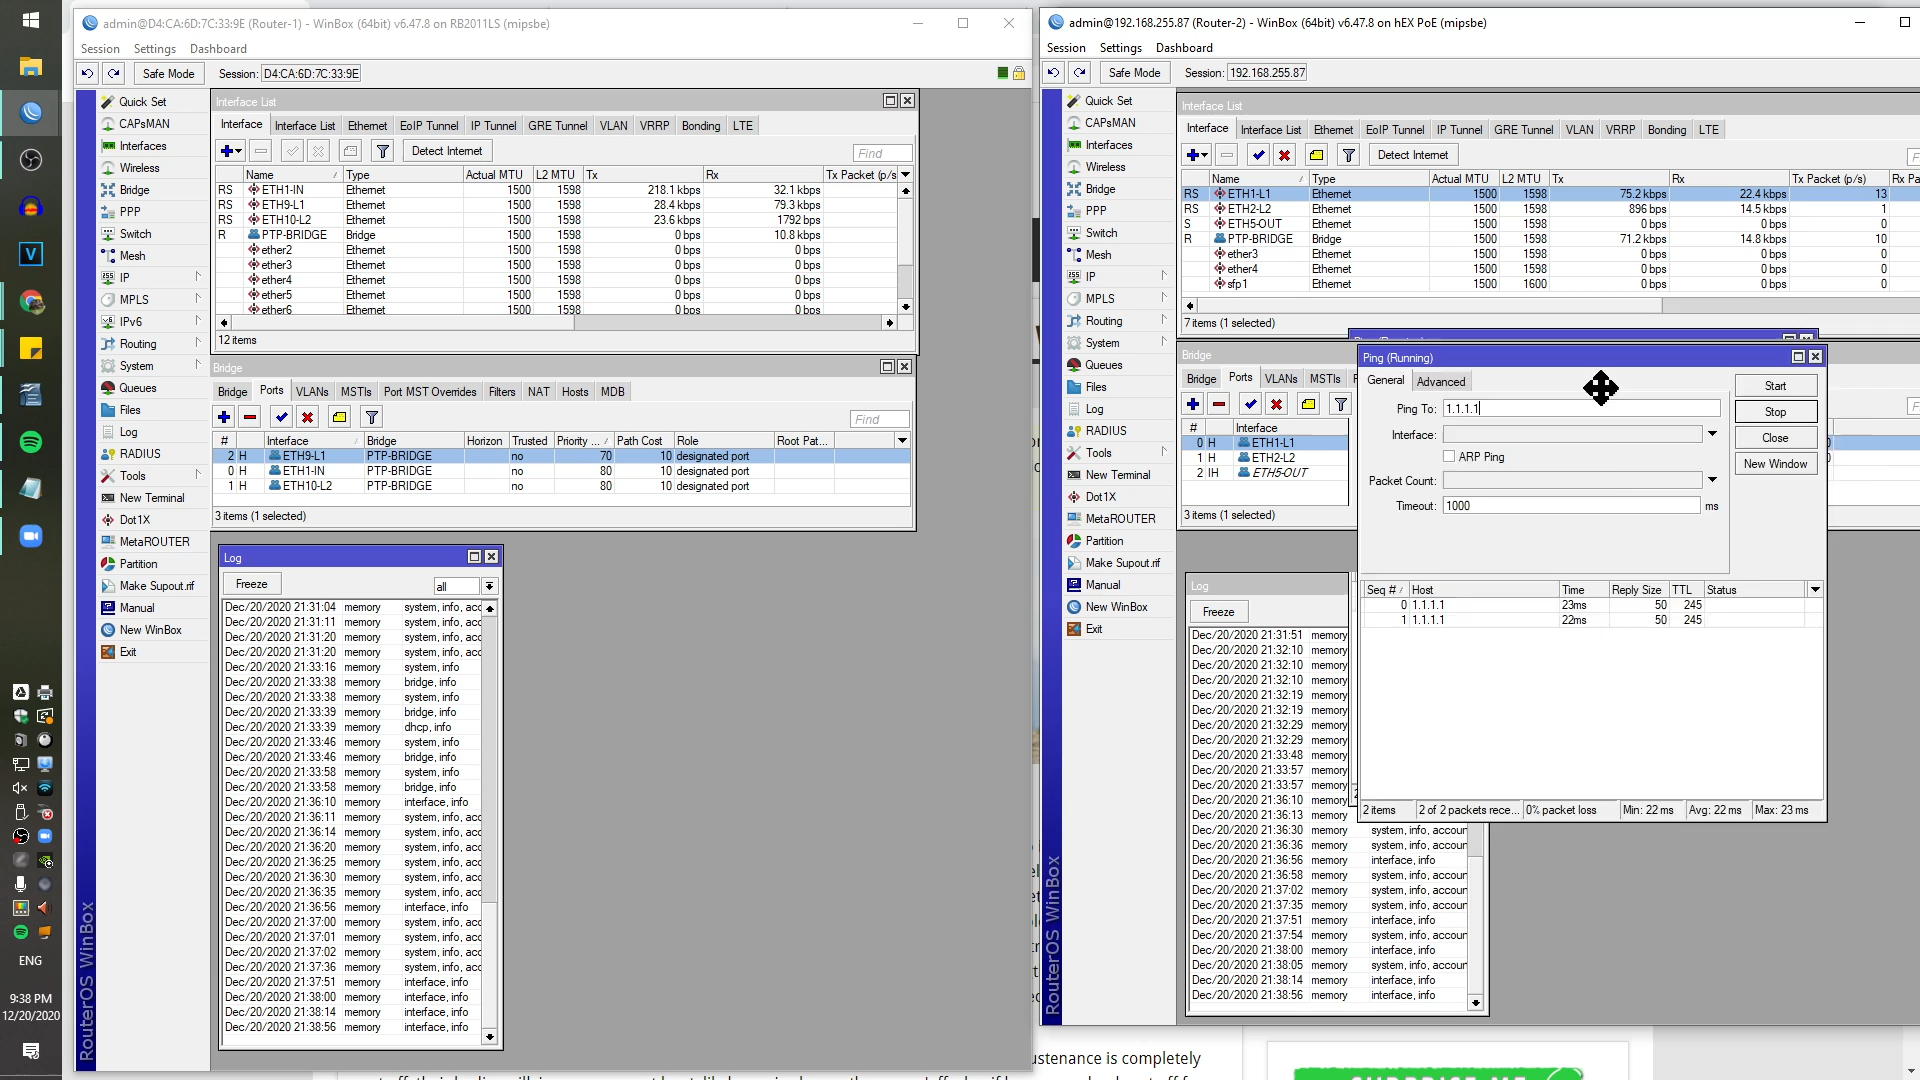 admin@D4:CA:6D:7C:33:9E (Router-1) - WinBox (64bit) v6.47.8 on RB2011LS (mipsbe)
Session Settings Dashboard
Safe Mode Session: D4:CA:6D:7C:33:9E
Quick Set
CAPsMAN
Interfaces
Wireless
Bridge
PPP
Switch
Mesh
IP
MPLS
IPv6
Routing
System
Queues
Files
Log
RADIUS
Tools
New Terminal
Dot1X
MetaROUTER
Partition
Make Supout.rif
Manual
New WinBox
Exit
RouterOS WinBox
Interface List
Interface Interface List Ethernet EoIP Tunnel IP Tunnel GRE Tunnel VLAN VRRP Bonding LTE
Detect Internet Find
Name Type Actual MTU L2 MTU Tx Rx Tx Packet (p/s
RS ETH1-IN Ethernet 1500 1598 218.1 kbps 32.1 kbps
RS ETH9-L1 Ethernet 1500 1598 28.4 kbps 79.3 kbps
RS ETH10-L2 Ethernet 1500 1598 23.6 kbps 1792 bps
R PTP-BRIDGE Bridge 1500 1598 0 bps 10.8 kbps
ether2 Ethernet 1500 1598 0 bps 0 bps
ether3 Ethernet 1500 1598 0 bps 0 bps
ether4 Ethernet 1500 1598 0 bps 0 bps
ether5 Ethernet 1500 1598 0 bps 0 bps
ether6 Ethernet 1500 1598 0 bps 0 bps
12 items
Bridge
Bridge Ports VLANs MSTIs Port MST Overrides Filters NAT Hosts MDB
Find
# Interface Bridge Horizon Trusted Priority ... Path Cost Role Root Pat...
2 H ETH9-L1 PTP-BRIDGE no 70 10 designated port
0 H ETH1-IN PTP-BRIDGE no 80 10 designated port
1 H ETH10-L2 PTP-BRIDGE no 80 10 designated port
3 items (1 selected)
Log
Freeze all
Dec/20/2020 21:31:04 memory system, info, acc
Dec/20/2020 21:31:11 memory system, info, acc
Dec/20/2020 21:31:20 memory system, info, acc
Dec/20/2020 21:31:20 memory system, info, acc
Dec/20/2020 21:33:16 memory system, info
Dec/20/2020 21:33:38 memory bridge, info
Dec/20/2020 21:33:38 memory system, info
Dec/20/2020 21:33:39 memory bridge, info
Dec/20/2020 21:33:39 memory dhcp, info
Dec/20/2020 21:33:46 memory system, info
Dec/20/2020 21:33:46 memory bridge, info
Dec/20/2020 21:33:58 memory system, info
Dec/20/2020 21:33:58 memory bridge, info
Dec/20/2020 21:36:10 memory interface, info
Dec/20/2020 21:36:11 memory system, info, acc
Dec/20/2020 21:36:14 memory system, info, acc
Dec/20/2020 21:36:20 memory system, info, acc
Dec/20/2020 21:36:25 memory system, info, acc
Dec/20/2020 21:36:30 memory system, info, acc
Dec/20/2020 21:36:35 memory system, info, acc
Dec/20/2020 21:36:56 memory interface, info
Dec/20/2020 21:37:00 memory system, info, acc
Dec/20/2020 21:37:01 memory system, info, acc
Dec/20/2020 21:37:02 memory system, info, acc
Dec/20/2020 21:37:36 memory system, info, acc
Dec/20/2020 21:37:51 memory interface, info
Dec/20/2020 21:38:00 memory interface, info
Dec/20/2020 21:38:14 memory interface, info
Dec/20/2020 21:38:56 memory interface, info
admin@192.168.255.87 (Router-2) - WinBox (64bit) v6.47.8 on hEX PoE (mipsbe)
Session Settings Dashboard
Safe Mode Session: 192.168.255.87
Quick Set
CAPsMAN
Interfaces
Wireless
Bridge
PPP
Switch
Mesh
IP
MPLS
Routing
System
Queues
Files
Log
RADIUS
Tools
New Terminal
Dot1X
MetaROUTER
Partition
Make Supout.rif
Manual
New WinBox
Exit
RouterOS WinBox
Interface List
Interface Interface List Ethernet EoIP Tunnel IP Tunnel GRE Tunnel VLAN VRRP Bonding LTE
Detect Internet
Name Type Actual MTU L2 MTU Tx Rx Tx Packet (p/s) Rx Pa
RS ETH1-L1 Ethernet 1500 1598 75.2 kbps 22.4 kbps 13
RS ETH2-L2 Ethernet 1500 1598 896 bps 14.5 kbps 1
S ETH5-OUT Ethernet 1500 1598 0 bps 0 bps 0
R PTP-BRIDGE Bridge 1500 1598 71.2 kbps 14.8 kbps 10
ether3 Ethernet 1500 1598 0 bps 0 bps 0
ether4 Ethernet 1500 1598 0 bps 0 bps 0
sfp1 Ethernet 1500 1600 0 bps 0 bps 0
7 items (1 selected)
Bridge
Bridge Ports VLANs MSTIs
# Interface
0 H ETH1-L1
1 H ETH2-L2
2 IH ETH5-OUT
3 items (1 selected)
Ping (Running)
General Advanced
Ping To: 1.1.1.1
Interface:
ARP Ping
Packet Count:
Timeout: 1000 ms
Start
Stop
Close
New Window
Seq # Host Time Reply Size TTL Status
0 1.1.1.1 23ms 50 245
1 1.1.1.1 22ms 50 245
2 items 2 of 2 packets rece... 0% packet loss Min: 22 ms Avg: 22 ms Max: 23 ms
Log
Freeze
Dec/20/2020 21:31:51 memory
Dec/20/2020 21:32:10 memory
Dec/20/2020 21:32:10 memory
Dec/20/2020 21:32:10 memory
Dec/20/2020 21:32:19 memory
Dec/20/2020 21:32:19 memory
Dec/20/2020 21:32:29 memory
Dec/20/2020 21:32:29 memory
Dec/20/2020 21:33:48 memory
Dec/20/2020 21:33:57 memory
Dec/20/2020 21:33:57 memory
Dec/20/2020 21:36:10 memory
Dec/20/2020 21:36:13 memory
Dec/20/2020 21:36:30 memory system, info, accour
Dec/20/2020 21:36:36 memory system, info, accour
Dec/20/2020 21:36:56 memory interface, info
Dec/20/2020 21:36:58 memory system, info, accour
Dec/20/2020 21:37:02 memory system, info, accour
Dec/20/2020 21:37:35 memory system, info, accour
Dec/20/2020 21:37:51 memory interface, info
Dec/20/2020 21:37:54 memory system, info, accour
Dec/20/2020 21:38:00 memory interface, info
Dec/20/2020 21:38:05 memory system, info, accour
Dec/20/2020 21:38:14 memory interface, info
Dec/20/2020 21:38:56 memory interface, info
ustenance is completely
ENG
9:38 PM
12/20/2020